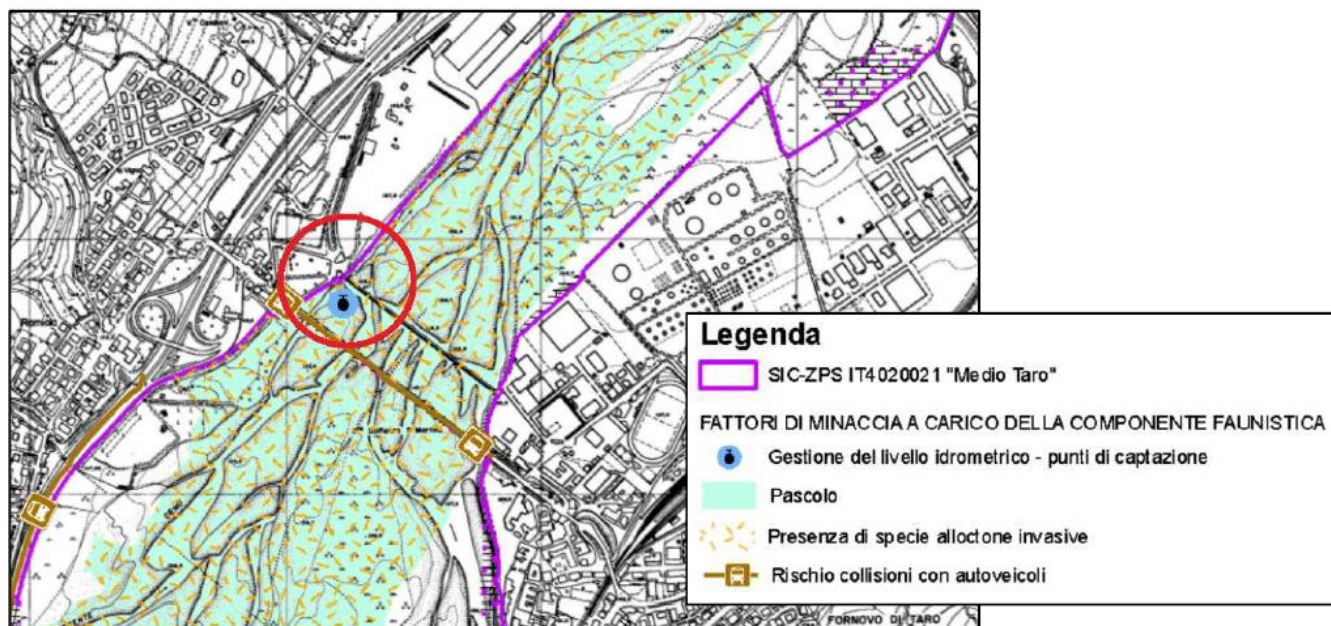 Ramiola
FORNOVO DI TARO
Legenda
SIC-ZPS IT4020021 "Medio Taro"
FATTORI DI MINACCIA A CARICO DELLA COMPONENTE FAUNISTICA
Gestione del livello idrometrico - punti di captazione
Pascolo
Presenza di specie alloctone invasive
Rischio collisioni con autoveicoli